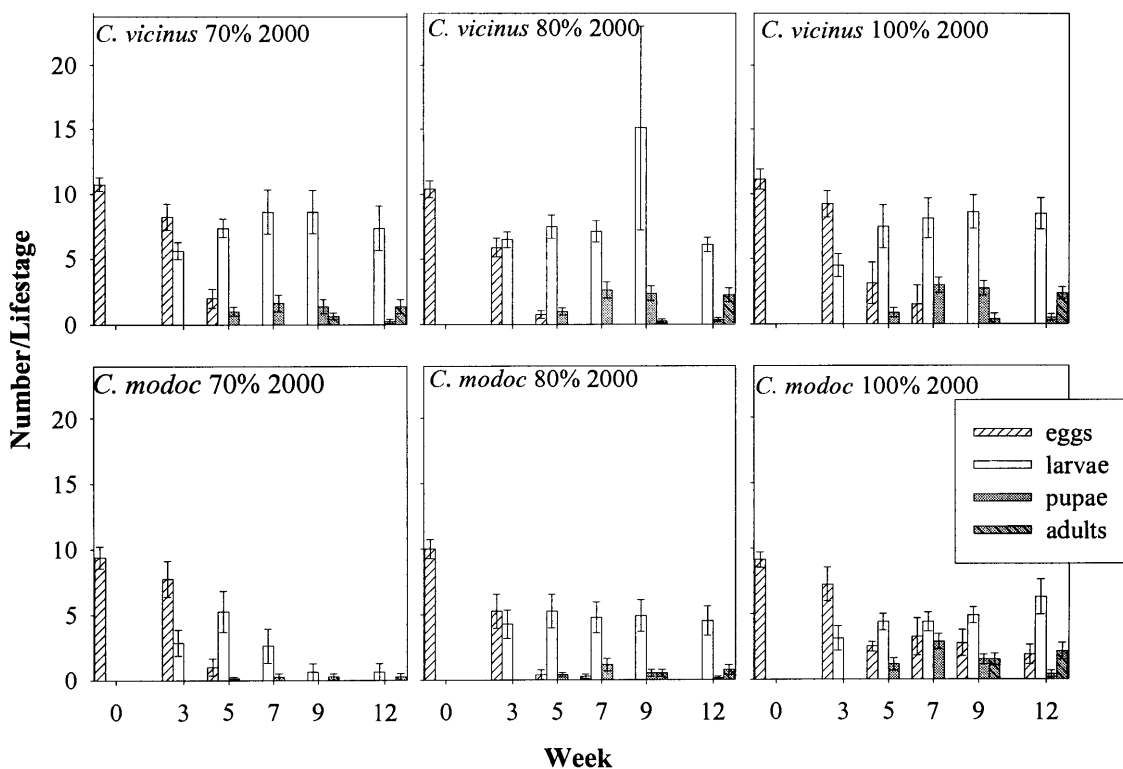 C. vicinus 70% 2000
C. vicinus 80% 2000
C. vicinus 100% 2000
20
15
10
5
0
C. modoc 70% 2000
C. modoc 80% 2000
C. modoc 100% 2000
20
15
10
5
0
eggs
larvae
pupae
adults
0 3 5 7 9 12
0 3 5 7 9 12
0 3 5 7 9 12
Number/Lifestage
Week